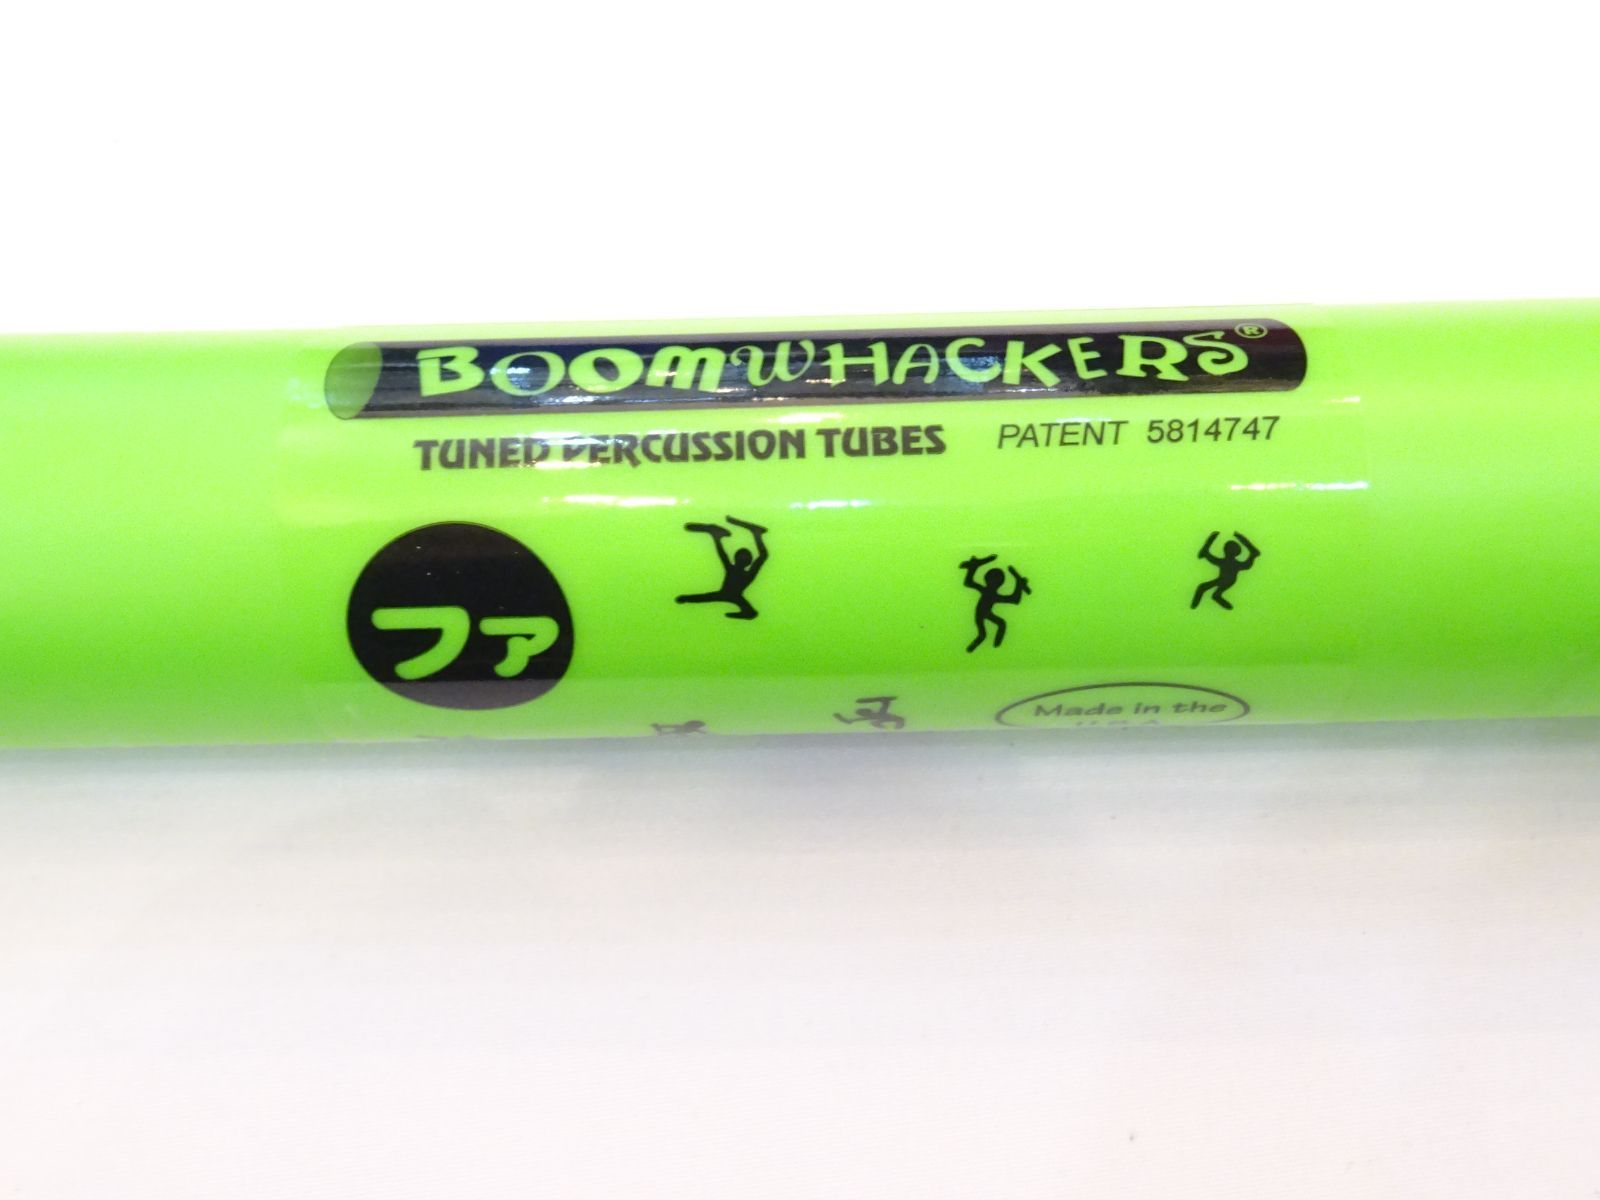 BOOMWHACKERS®
TUNED PERCUSSION TUBES PATENT 5814747
ファ
Made in the
U.S.A.